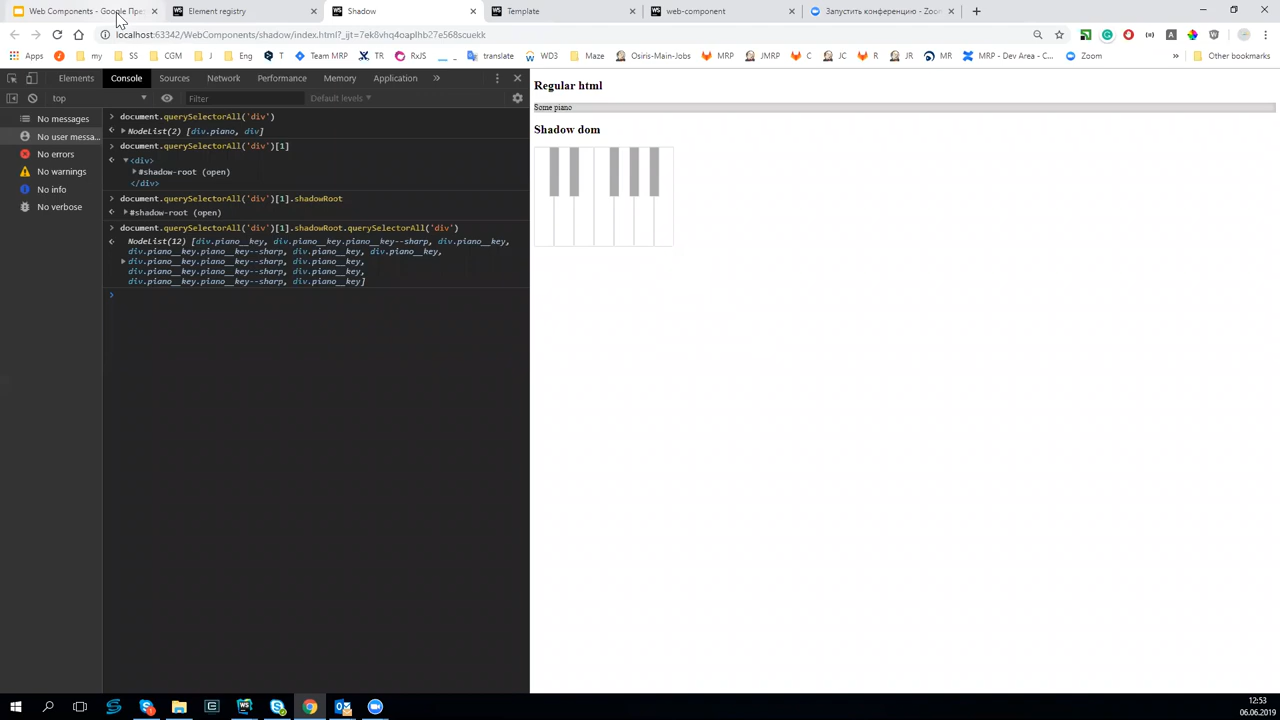 Web Components - Google Пре
Element registry
Shadow
Template
web-component
Запустить конференцию - Zoo
localhost:63342/WebComponents/shadow/index.html?_ijt=7ek8vhq4oaplhb27e568scuekk
Apps
my
SS
CGM
J
Eng
T
Team MRP
TR
RxJS
translate
WD3
Maze
Osiris-Main-Jobs
MRP
JMRP
C
JC
R
JR
MR
MRP - Dev Area - C...
Zoom
»
Other bookmarks
Elements
Console
Sources
Network
Performance
Memory
Application
»
top
Filter
Default levels
No messages
No user messa...
No errors
No warnings
No info
No verbose
document.querySelectorAll('div')
NodeList(2) [div.piano, div]
document.querySelectorAll('div')[1]
<div>
#shadow-root (open)
</div>
document.querySelectorAll('div')[1].shadowRoot
#shadow-root (open)
document.querySelectorAll('div')[1].shadowRoot.querySelectorAll('div')
NodeList(12) [div.piano__key, div.piano__key.piano__key--sharp, div.piano__key,
div.piano__key.piano__key--sharp, div.piano__key, div.piano__key,
div.piano__key.piano__key--sharp, div.piano__key,
div.piano__key.piano__key--sharp, div.piano__key,
div.piano__key.piano__key--sharp, div.piano__key]
Regular html
Some piano
Shadow dom
12:53
06.06.2019